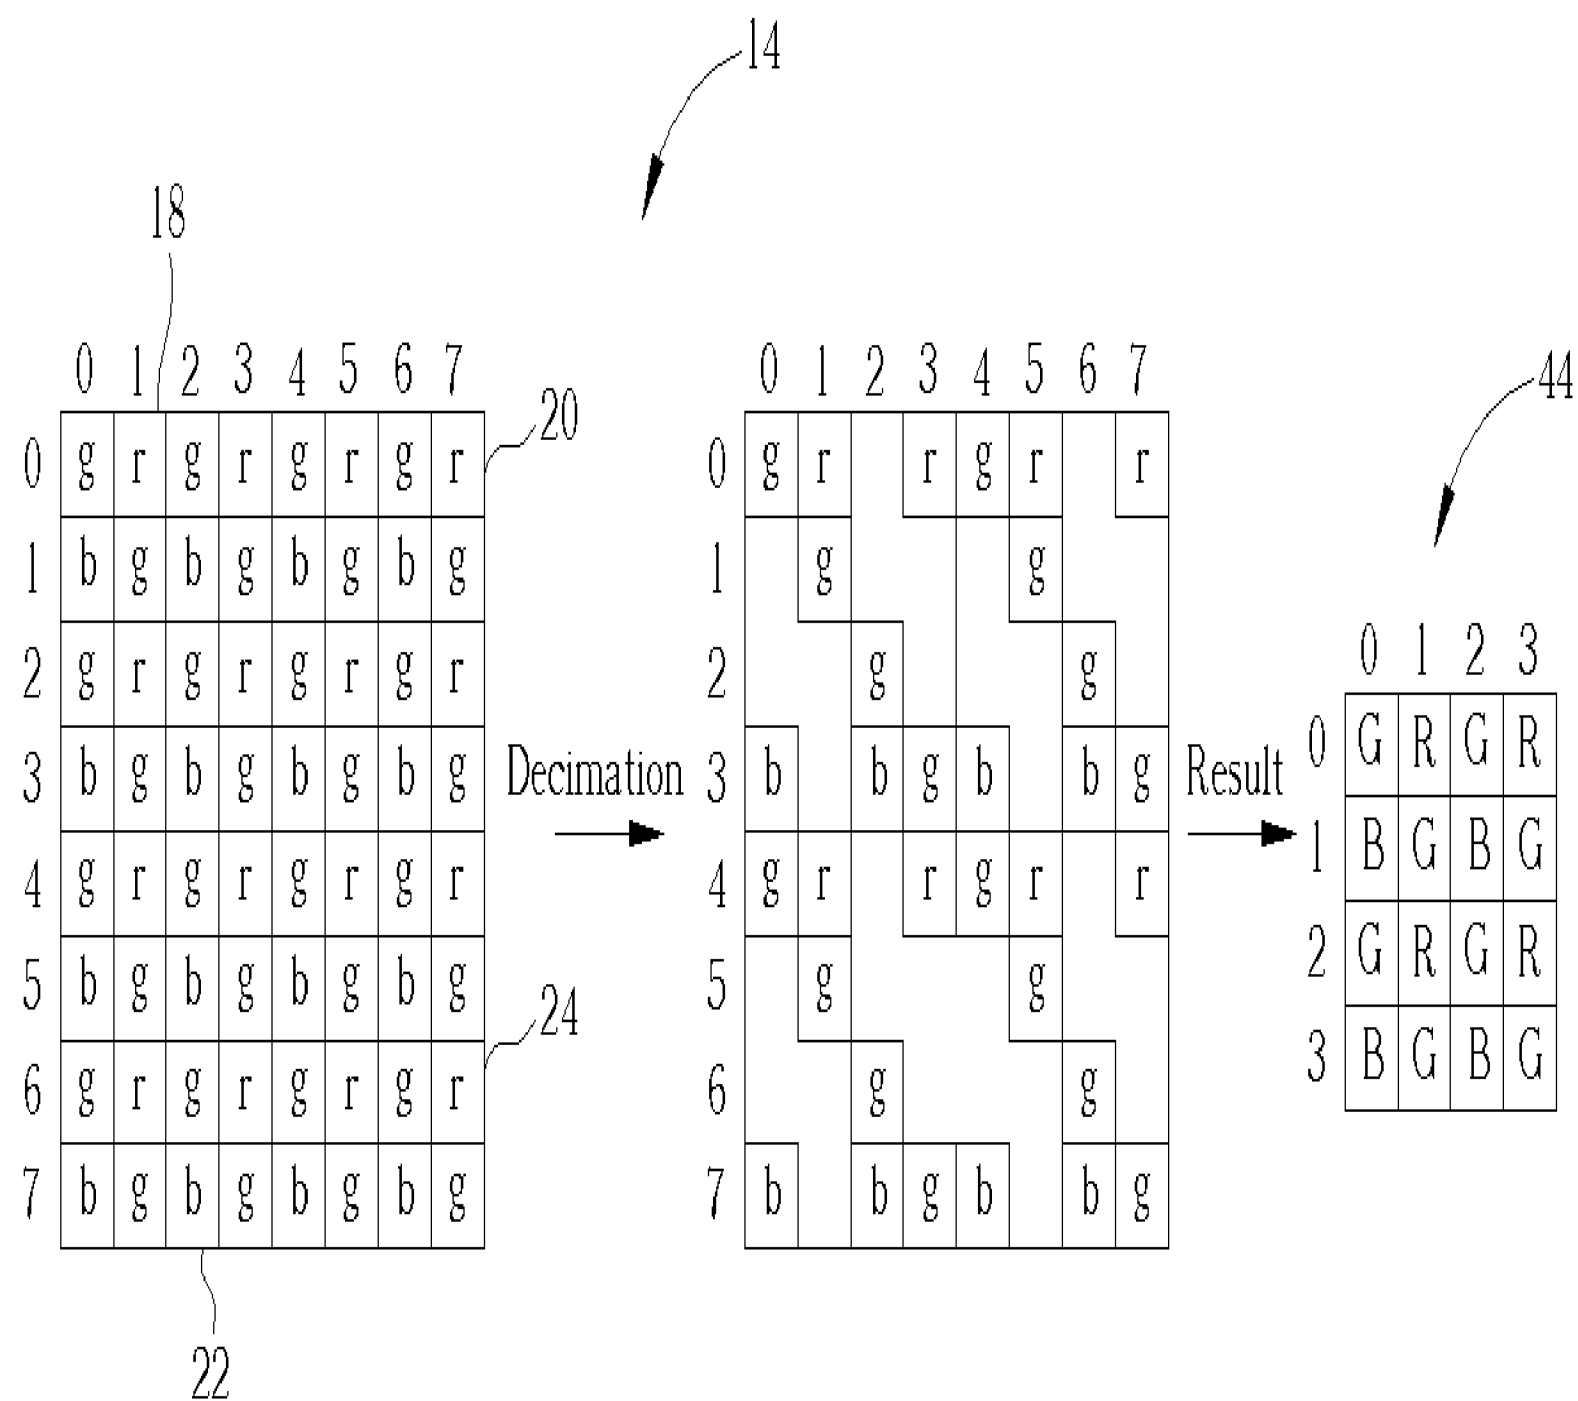 14
18
0 1 2 3 4 5 6 7
0 g r g r g r g r
1 b g b g b g b g
2 g r g r g r g r
3 b g b g b g b g
4 g r g r g r g r
5 b g b g b g b g
6 g r g r g r g r
7 b g b g b g b g
20
24
22
Decimation
0 1 2 3 4 5 6 7
0 g r r g r r
1 g g
2 g g
3 b b g b b g
4 g r r g r r
5 g g
6 g g
7 b b g b b g
Result
44
0 1 2 3
0 G R G R
1 B G B G
2 G R G R
3 B G B G